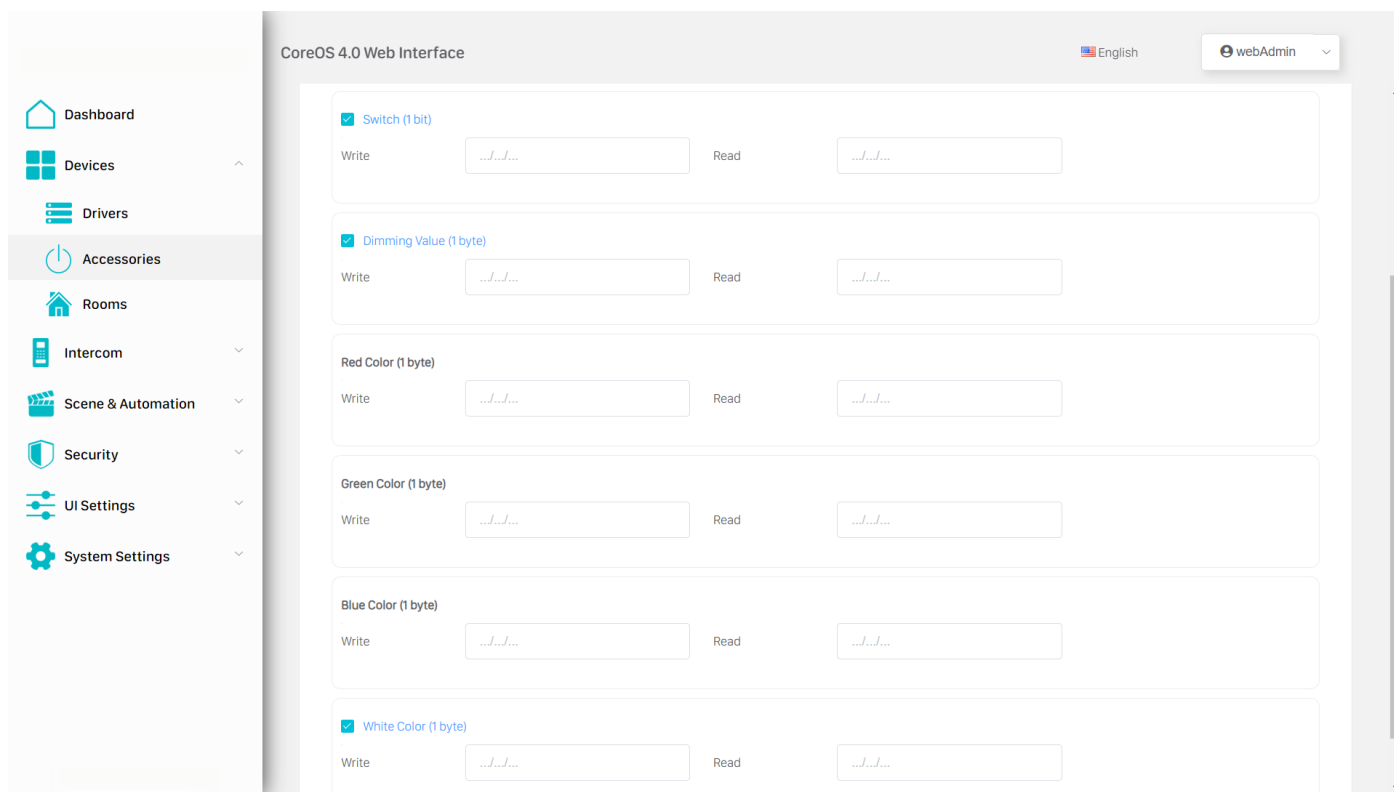 CoreOS 4.0 Web Interface
English
webAdmin
Dashboard
Devices
Drivers
Accessories
Rooms
Intercom
Scene & Automation
Security
UI Settings
System Settings
Switch (1 bit)
Write .../.../... Read .../.../...
Dimming Value (1 byte)
Write .../.../... Read .../.../...
Red Color (1 byte)
Write .../.../... Read .../.../...
Green Color (1 byte)
Write .../.../... Read .../.../...
Blue Color (1 byte)
Write .../.../... Read .../.../...
White Color (1 byte)
Write .../.../... Read .../.../...